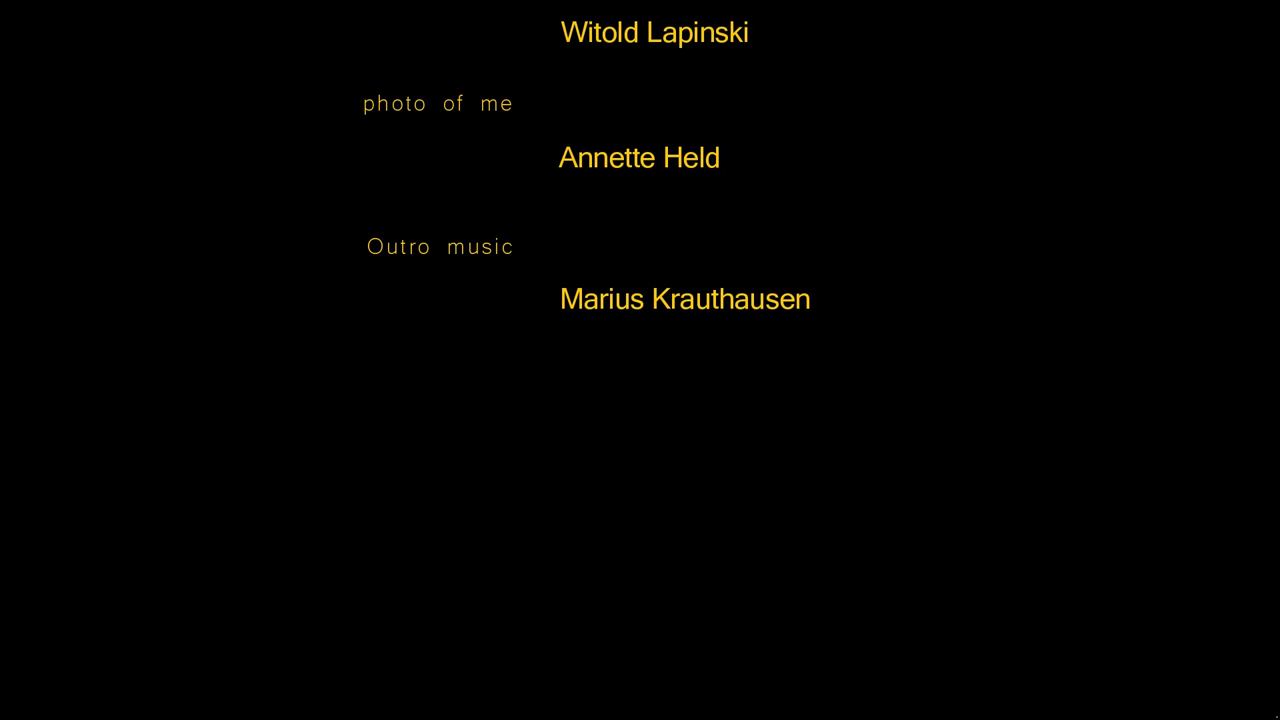 Witold Lapinski
photo of me
Annette Held
Outro music
Marius Krauthausen